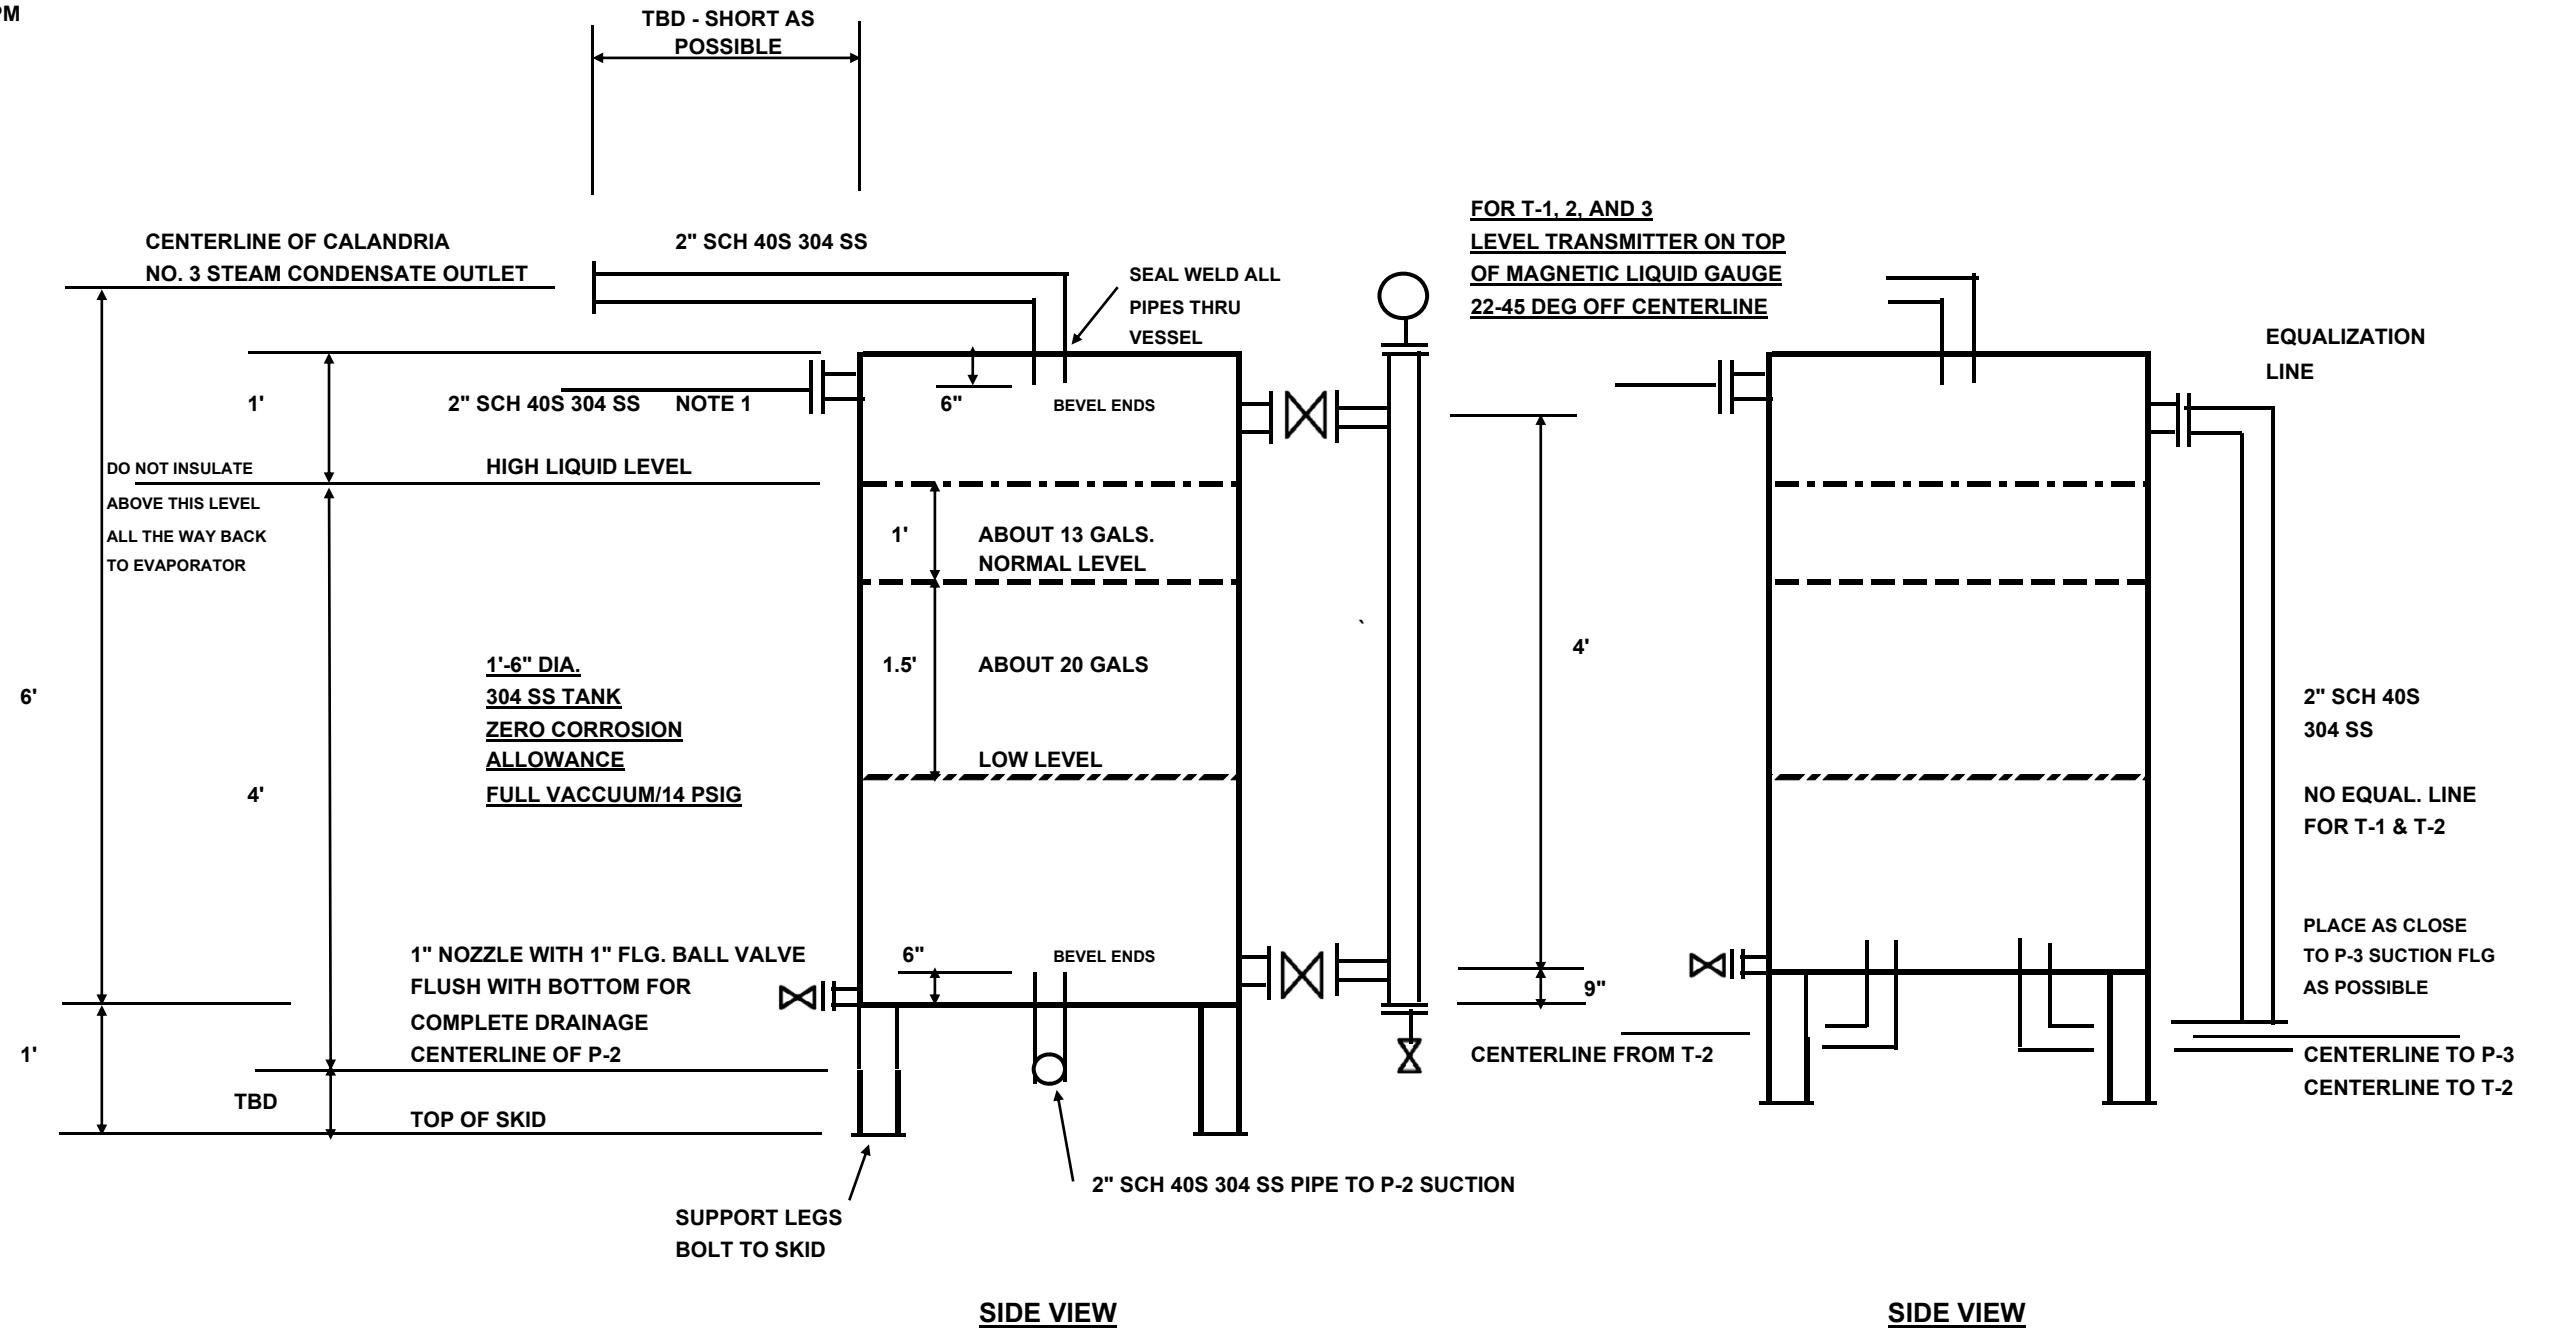 PM
TBD - SHORT AS
POSSIBLE
CENTERLINE OF CALANDRIA
NO. 3 STEAM CONDENSATE OUTLET
2" SCH 40S 304 SS
SEAL WELD ALL
PIPES THRU
VESSEL
FOR T-1, 2, AND 3
LEVEL TRANSMITTER ON TOP
OF MAGNETIC LIQUID GAUGE
22-45 DEG OFF CENTERLINE
EQUALIZATION
LINE
1'
2" SCH 40S 304 SS NOTE 1
6"
BEVEL ENDS
HIGH LIQUID LEVEL
DO NOT INSULATE
ABOVE THIS LEVEL
ALL THE WAY BACK
TO EVAPORATOR
1'
ABOUT 13 GALS.
NORMAL LEVEL
6'
4'
1'-6" DIA.
304 SS TANK
ZERO CORROSION
ALLOWANCE
FULL VACCUUM/14 PSIG
1.5'
ABOUT 20 GALS
LOW LEVEL
`
4'
2" SCH 40S
304 SS
NO EQUAL. LINE
FOR T-1 & T-2
1" NOZZLE WITH 1" FLG. BALL VALVE
FLUSH WITH BOTTOM FOR
COMPLETE DRAINAGE
CENTERLINE OF P-2
6"
BEVEL ENDS
9"
PLACE AS CLOSE
TO P-3 SUCTION FLG
AS POSSIBLE
1'
TBD
TOP OF SKID
CENTERLINE FROM T-2
CENTERLINE TO P-3
CENTERLINE TO T-2
2" SCH 40S 304 SS PIPE TO P-2 SUCTION
SUPPORT LEGS
BOLT TO SKID
SIDE VIEW
SIDE VIEW